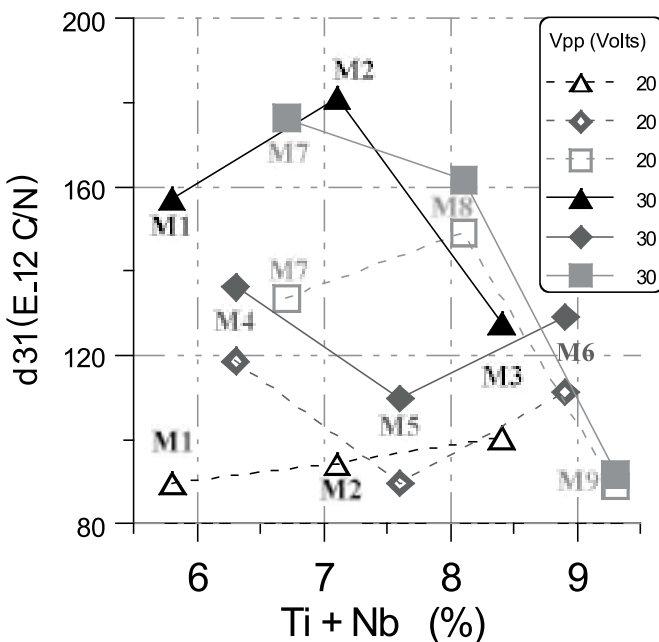 200
160
120
80
d31(E-12 C/N)
6
7
8
9
Ti + Nb (%)
Vpp (Volts)
20
20
20
30
30
30
M2
M7
M1
M8
M7
M4
M6
M3
M5
M1
M2
M9